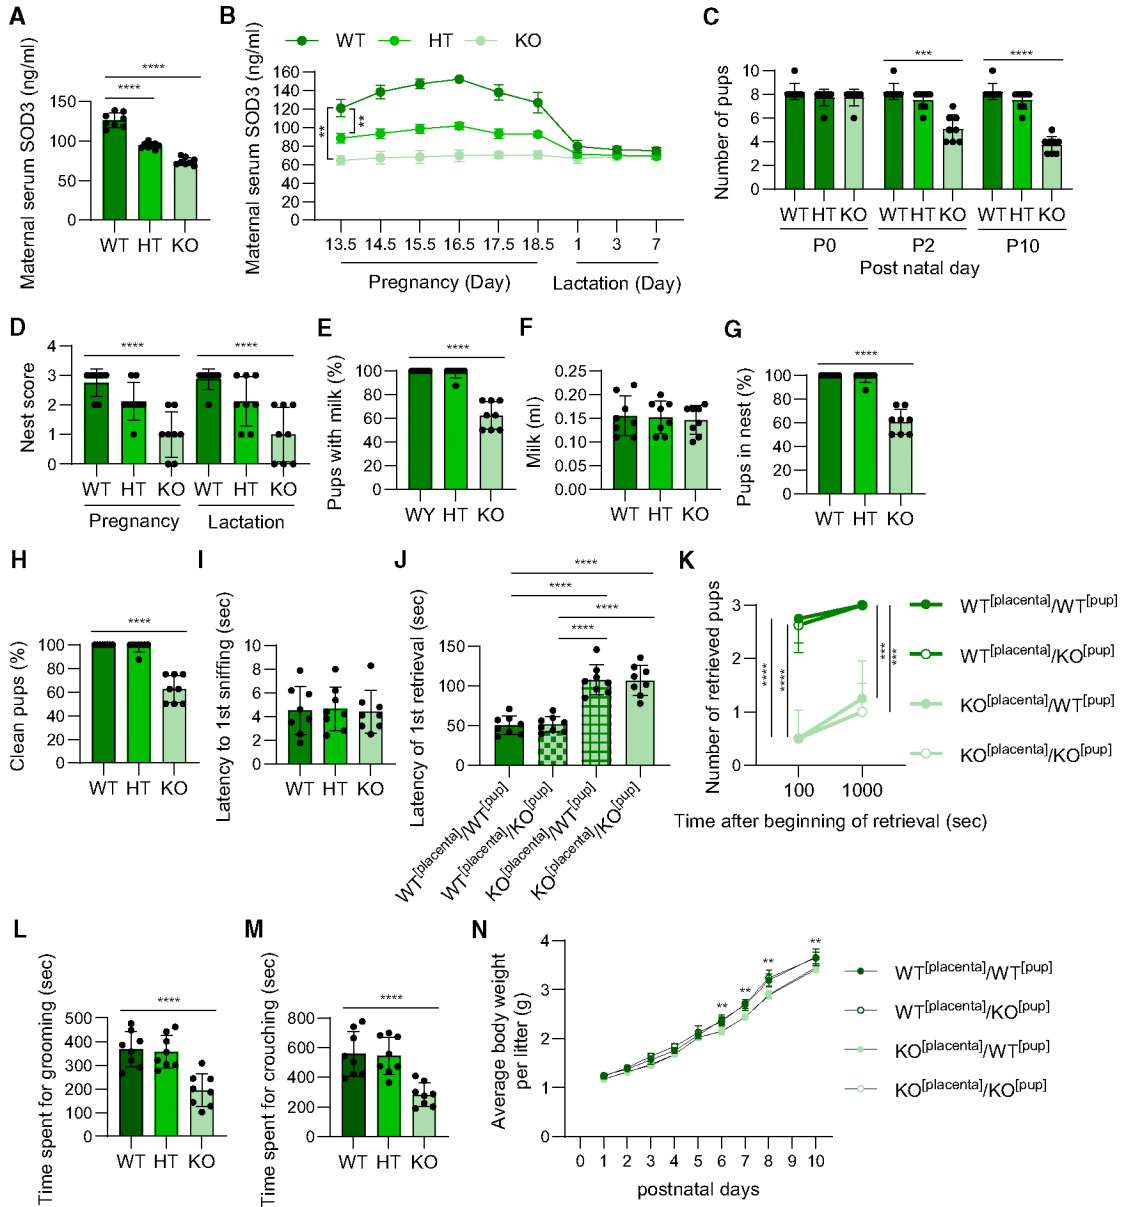 A
Maternal serum SOD3 (ng/ml)
150
100
50
0
****
****
WT HT KO
B
WT HT KO
Maternal serum SOD3 (ng/ml)
160
140
120
100
80
60
40
20
0
**
**
13.5 14.5 15.5 16.5 17.5 18.5 1 3 7
Pregnancy (Day) Lactation (Day)
C
Number of pups
10
8
6
4
2
0
***
****
WT HT KO WT HT KO WT HT KO
P0 P2 P10
Post natal day
D
Nest score
4
3
2
1
0
**** ****
WT HT KO WT HT KO
Pregnancy Lactation
E
Pups with milk (%)
100
80
60
40
20
0
****
WY HT KO
F
Milk (ml)
0.25
0.20
0.15
0.10
0.05
0.00
WT HT KO
G
Pups in nest (%)
100
80
60
40
20
0
****
WT HT KO
H
Clean pups (%)
100
80
60
40
20
0
****
WT HT KO
I
Latency to 1st sniffing (sec)
10
8
6
4
2
0
WT HT KO
J
Latency of 1st retrieval (sec)
150
100
50
0
****
****
****
****
WT[placenta]/WT[pup]
WT[placenta]/KO[pup]
KO[placenta]/WT[pup]
KO[placenta]/KO[pup]
K
Number of retrieved pups
3
2
1
0
****
****
***
***
100 1000
Time after beginning of retrieval (sec)
WT[placenta]/WT[pup]
WT[placenta]/KO[pup]
KO[placenta]/WT[pup]
KO[placenta]/KO[pup]
L
Time spent for grooming (sec)
500
400
300
200
100
0
****
WT HT KO
M
Time spent for crouching (sec)
800
600
400
200
0
****
WT HT KO
N
Average body weight
per litter (g)
4
3
2
1
0
** ** ** **
0 1 2 3 4 5 6 7 8 9 10
postnatal days
WT[placenta]/WT[pup]
WT[placenta]/KO[pup]
KO[placenta]/WT[pup]
KO[placenta]/KO[pup]